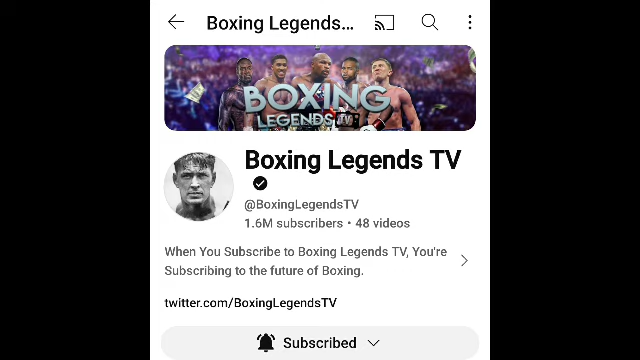 Boxing Legends...
BOXING
LEGENDS TV
Boxing Legends TV
@BoxingLegendsTV
1.6M subscribers • 48 videos
When You Subscribe to Boxing Legends TV, You're
Subscribing to the future of Boxing.
twitter.com/BoxingLegendsTV
Subscribed